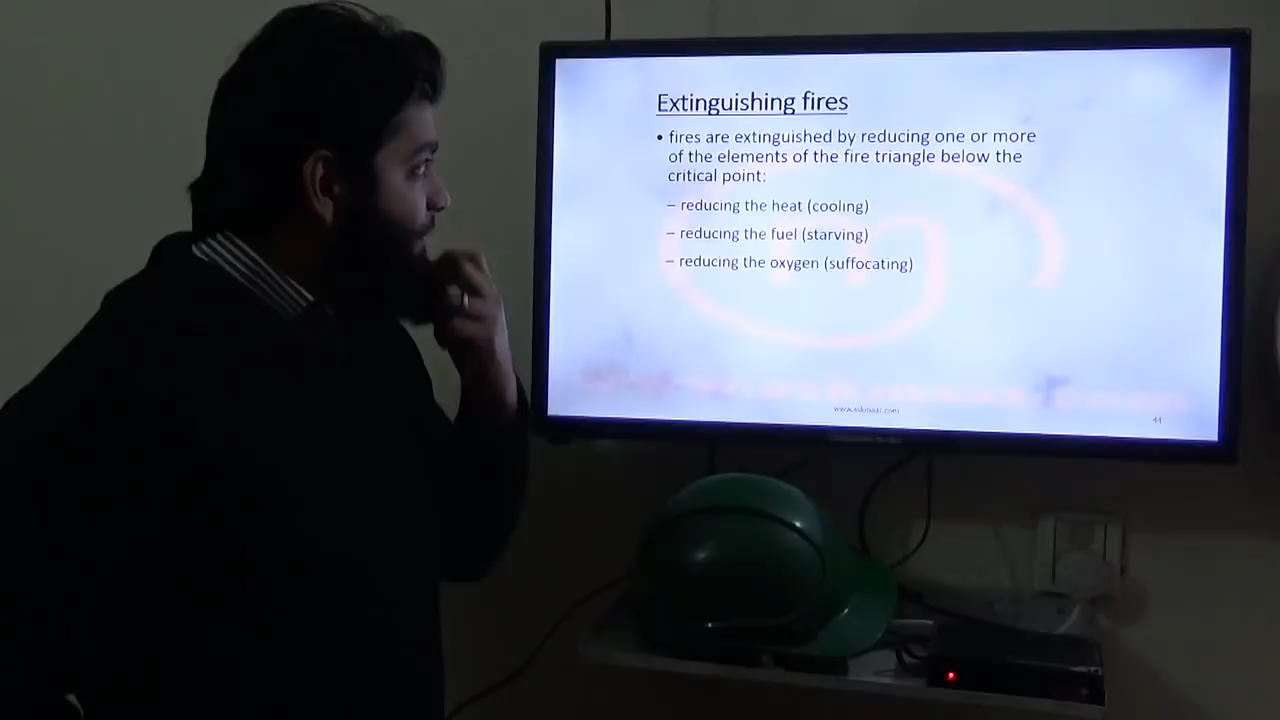 Extinguishing fires
• fires are extinguished by reducing one or more
of the elements of the fire triangle below the
critical point:
– reducing the heat (cooling)
– reducing the fuel (starving)
– reducing the oxygen (suffocating)
44